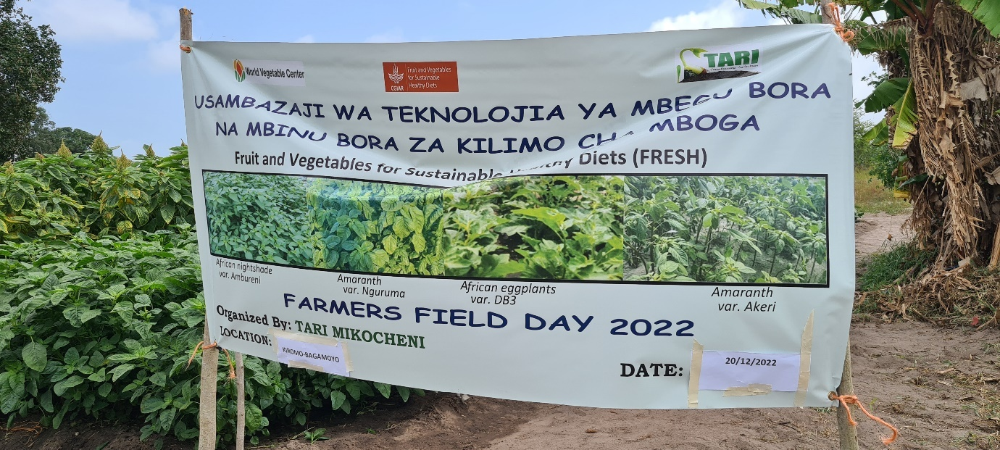 World Vegetable Center
CGIAR
Fruit and Vegetables
for Sustainable
Healthy Diets
TARI
USAMBAZAJI WA TEKNOLOJIA YA MBEGU BORA
NA MBINU BORA ZA KILIMO CHA MBOGA
Fruit and Vegetables for Sustainable Healthy Diets (FRESH)
African nightshade
var. Ambureni
Amaranth
var. Nguruma
African eggplants
var. DB3
Amaranth
var. Akeri
FARMERS FIELD DAY 2022
Organized By: TARI MIKOCHENI
LOCATION: KIROMO-BAGAMOYO
DATE: 20/12/2022